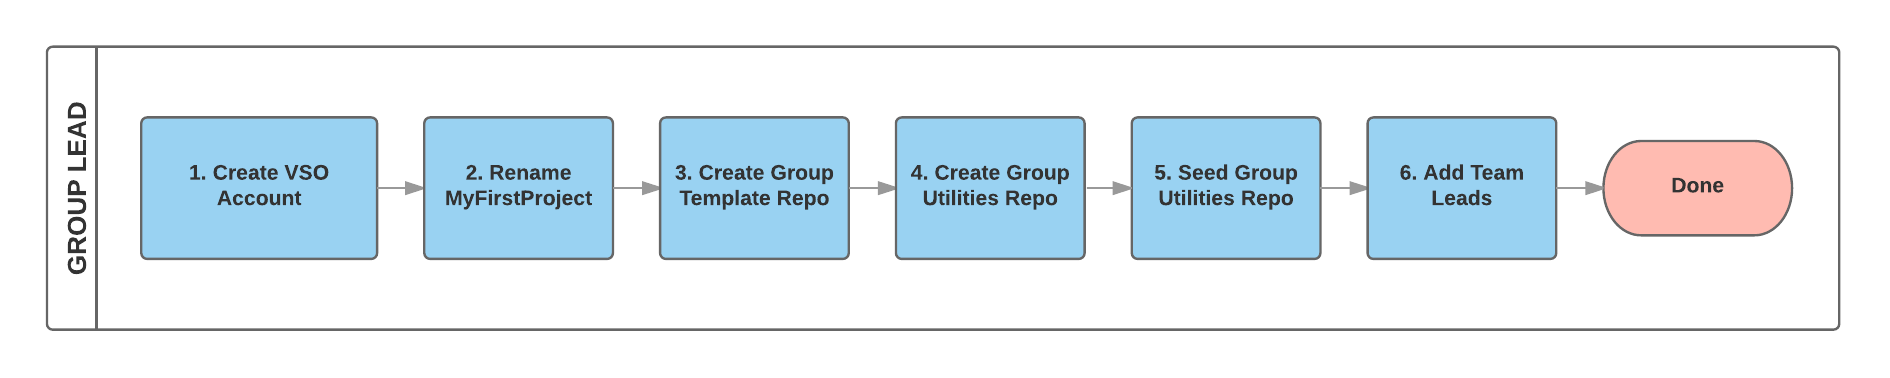 GROUP LEAD
1. Create VSO
Account
2. Rename
MyFirstProject
3. Create Group
Template Repo
4. Create Group
Utilities Repo
5. Seed Group
Utilities Repo
6. Add Team
Leads
Done